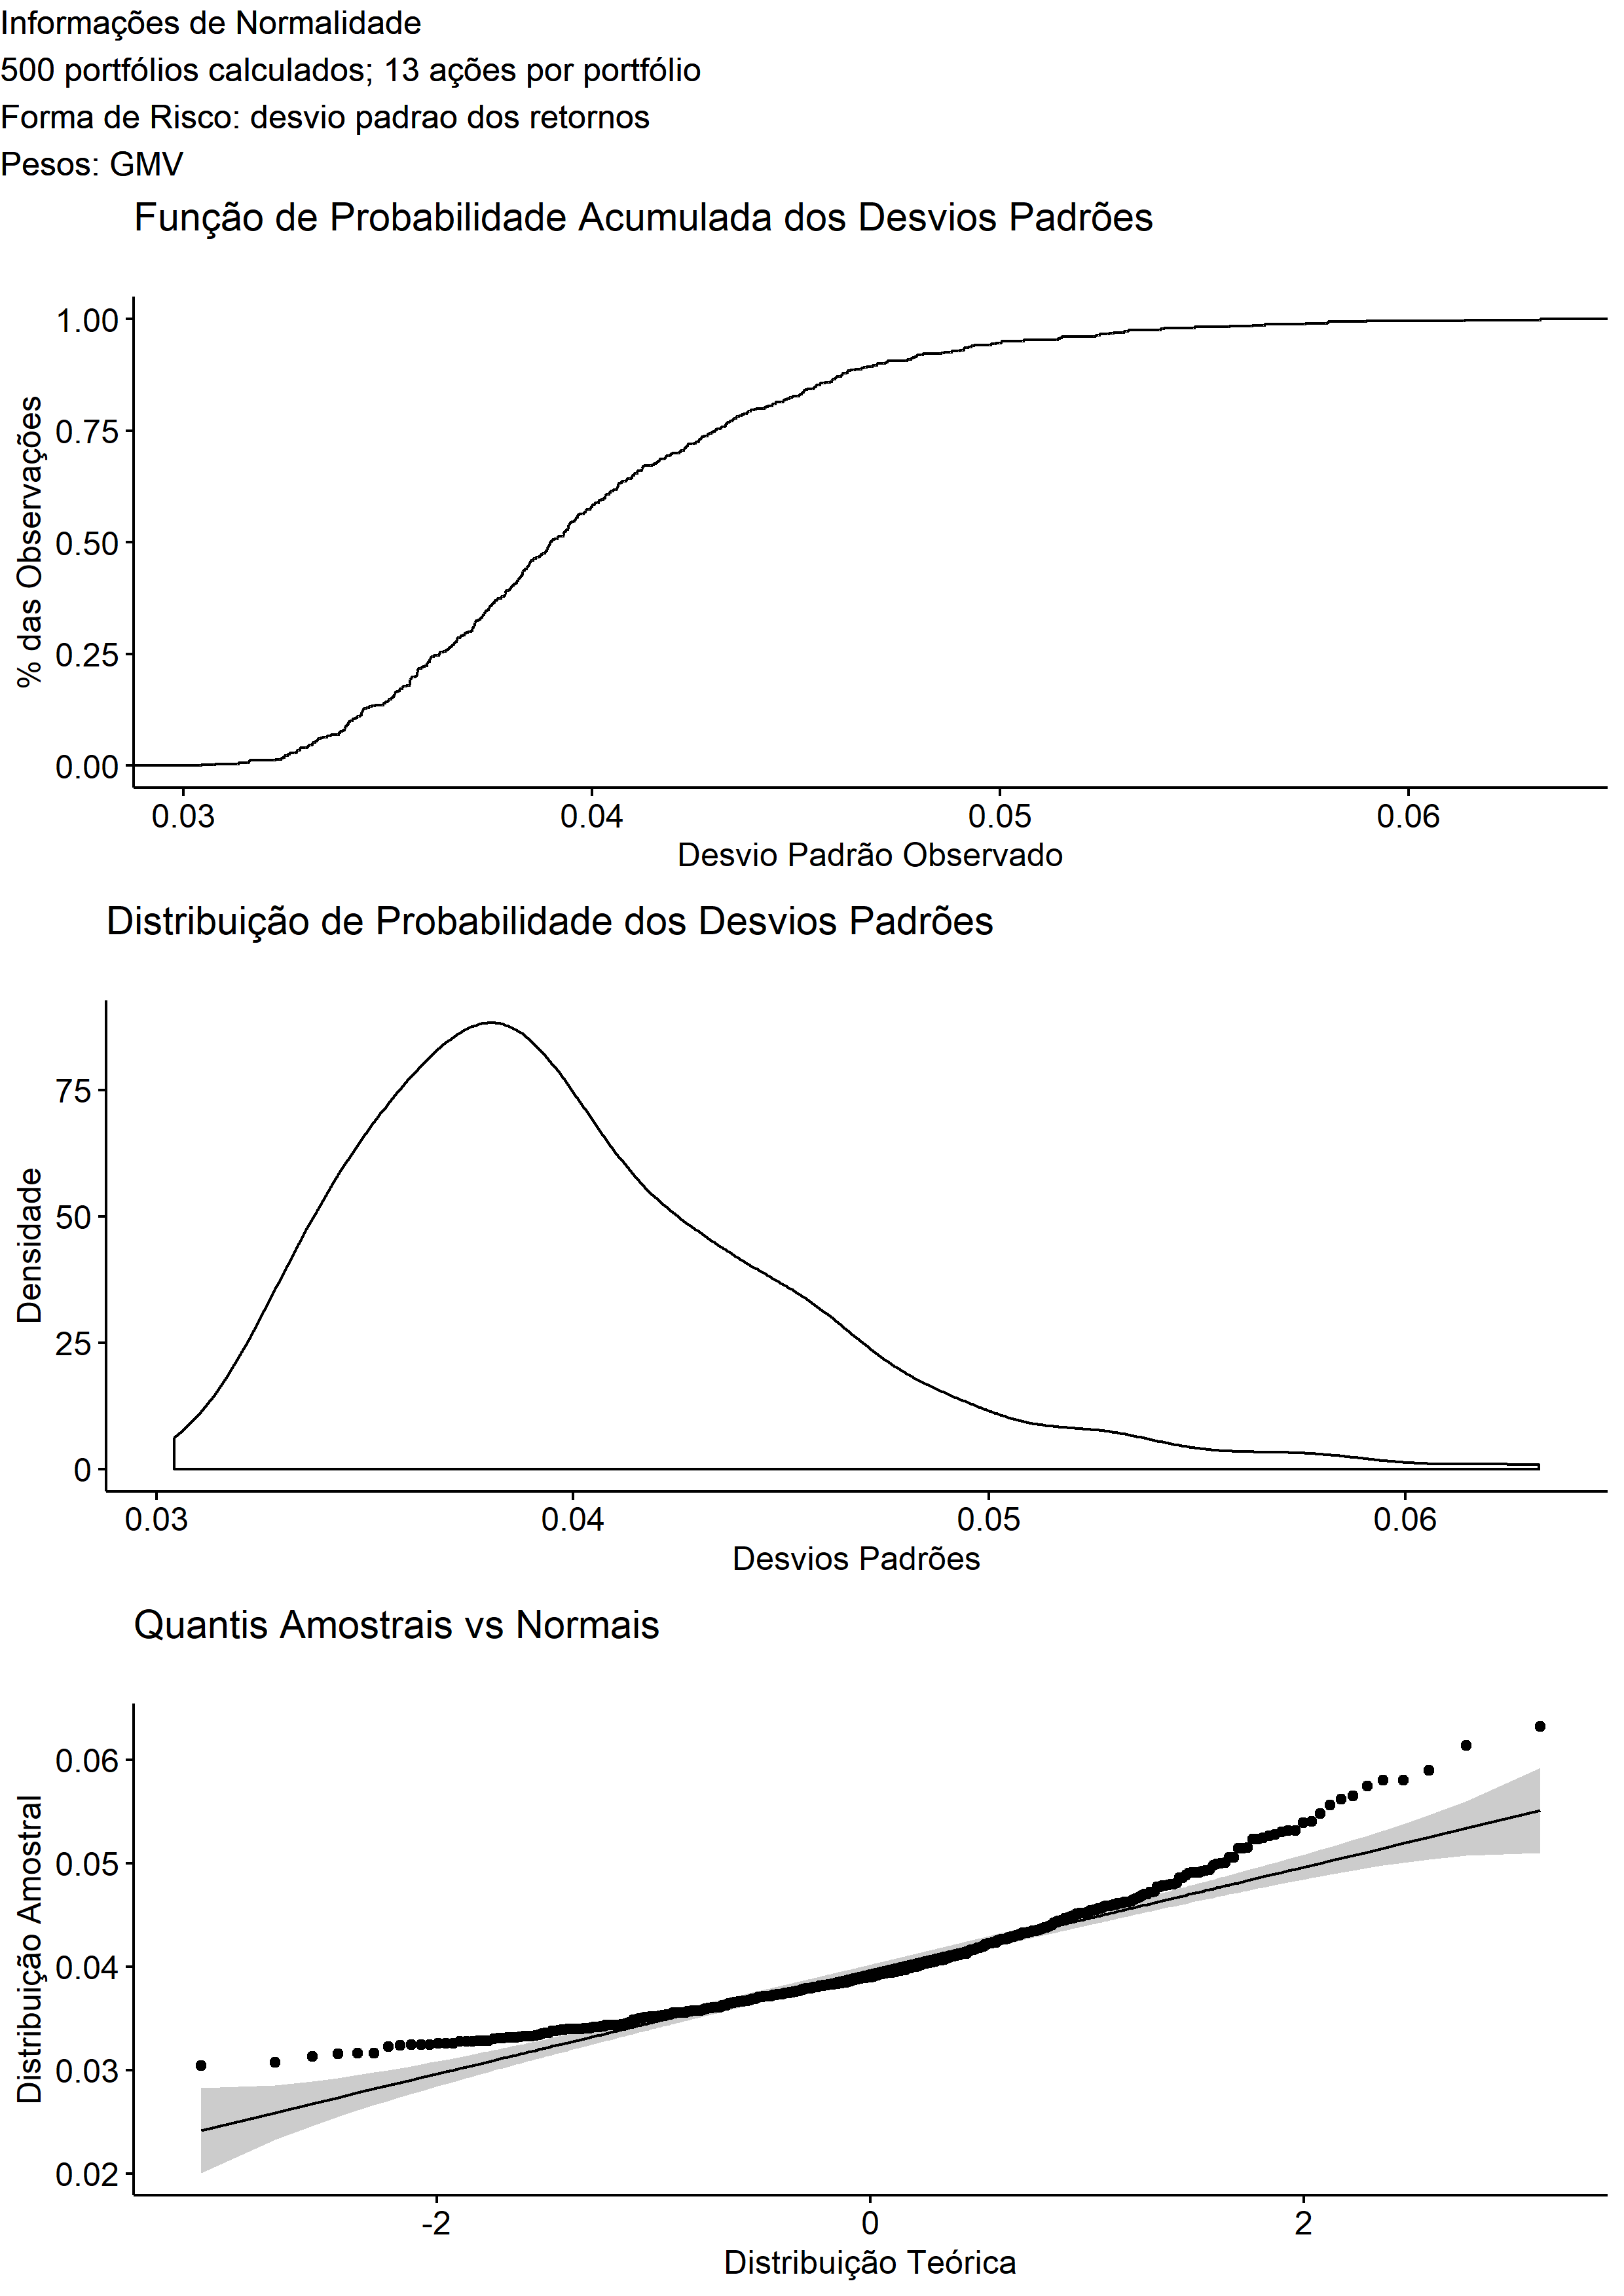 Informações de Normalidade
500 portfólios calculados; 13 ações por portfólio
Forma de Risco: desvio padrao dos retornos
Pesos: GMV
Função de Probabilidade Acumulada dos Desvios Padrões
% das Observações
1.00
0.75
0.50
0.25
0.00
0.03 0.04 0.05 0.06
Desvio Padrão Observado
Distribuição de Probabilidade dos Desvios Padrões
Densidade
75
50
25
0
0.03 0.04 0.05 0.06
Desvios Padrões
Quantis Amostrais vs Normais
Distribuição Amostral
0.06
0.05
0.04
0.03
0.02
-2 0 2
Distribuição Teórica